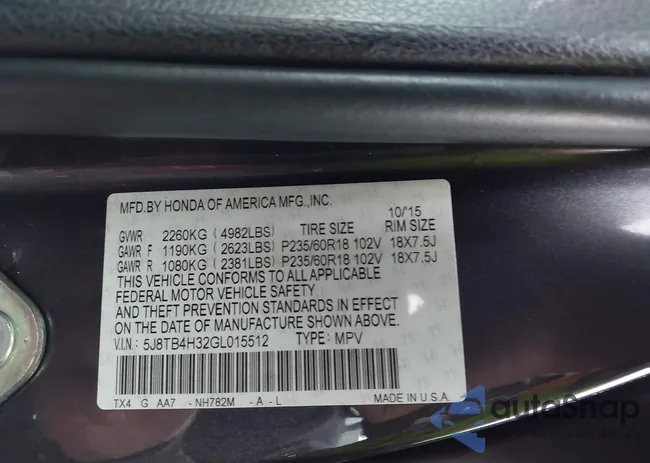 MFD.BY HONDA OF AMERICA MFG.,INC.
10/'15
GVWR 2260KG ( 4982LBS) TIRE SIZE RIM SIZE
GAWR F 1190KG ( 2623LBS) P235/60R18 102V 18X7.5J
GAWR R 1080KG ( 2381LBS) P235/60R18 102V 18X7.5J
THIS VEHICLE CONFORMS TO ALL APPLICABLE
FEDERAL MOTOR VEHICLE SAFETY
AND THEFT PREVENTION STANDARDS IN EFFECT
ON THE DATE OF MANUFACTURE SHOWN ABOVE.
V.I.N.: 5J8TB4H32GL015512 TYPE: MPV
TX4 G AA7 - NH782M - A - L MADE IN U.S.A
autoSnap